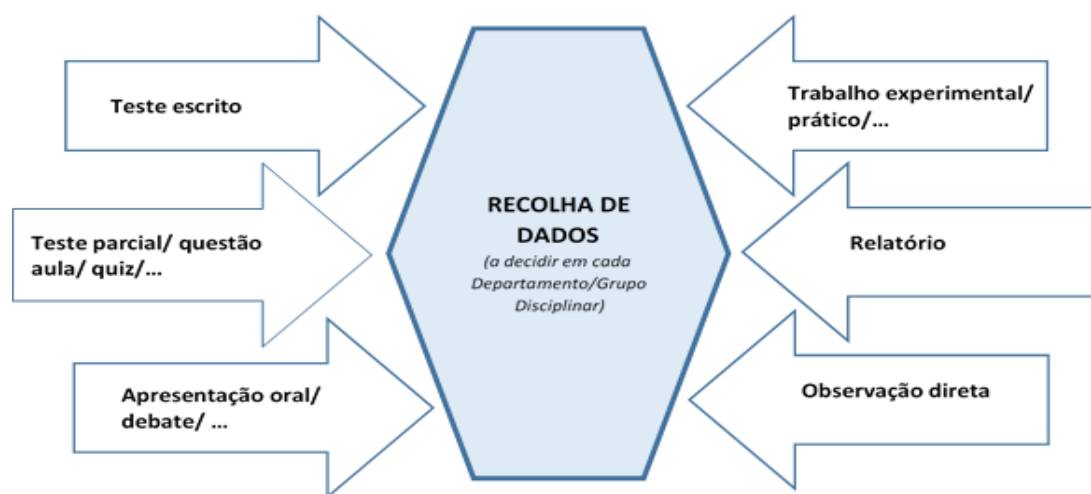 Teste escrito
Teste parcial/ questão
aula/ quiz/...
Apresentação oral/
debate/ ...
RECOLHA DE
DADOS
(a decidir em cada
Departamento/Grupo
Disciplinar)
Trabalho experimental/
prático/...
Relatório
Observação direta